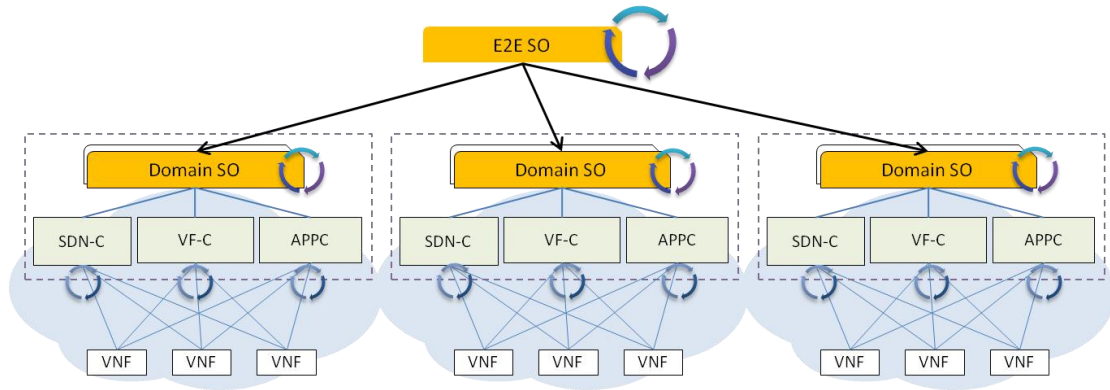 E2E SO
Domain SO
Domain SO
Domain SO
SDN-C
VF-C
APPC
SDN-C
VF-C
APPC
SDN-C
VF-C
APPC
VNF
VNF
VNF
VNF
VNF
VNF
VNF
VNF
VNF